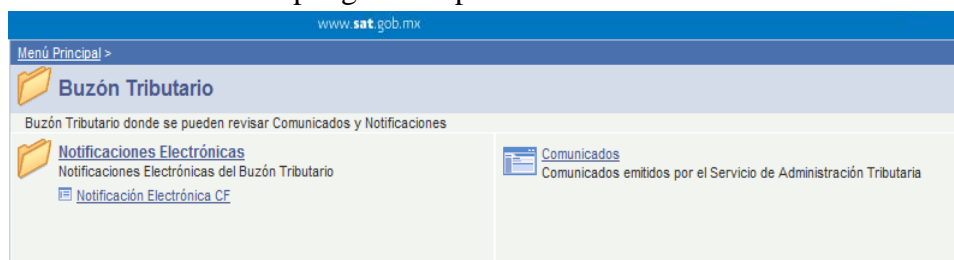 www.sat.gob.mx
Menú Principal >
Buzón Tributario
Buzón Tributario donde se pueden revisar Comunicados y Notificaciones
Notificaciones Electrónicas
Notificaciones Electrónicas del Buzón Tributario
Notificación Electrónica CF
Comunicados
Comunicados emitidos por el Servicio de Administración Tributaria